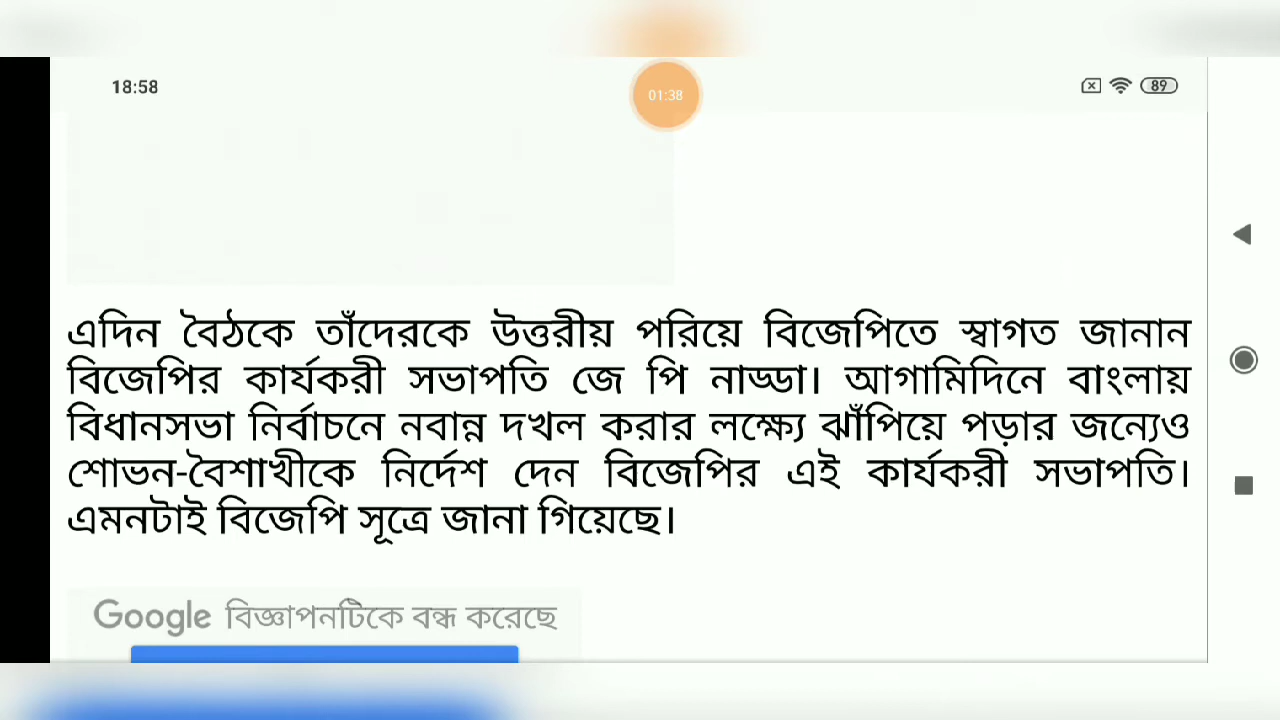 18:58
01:38
89
এদিন বৈঠকে তাঁদেরকে উত্তরীয় পরিয়ে বিজেপিতে স্বাগত জানান
বিজেপির কার্যকরী সভাপতি জে পি নাড্ডা। আগামিদিনে বাংলায়
বিধানসভা নির্বাচনে নবান্ন দখল করার লক্ষ্যে ঝাঁপিয়ে পড়ার জন্যেও
শোভন-বৈশাখীকে নির্দেশ দেন বিজেপির এই কার্যকরী সভাপতি।
এমনটাই বিজেপি সূত্রে জানা গিয়েছে।
Google বিজ্ঞাপনটিকে বন্ধ করেছে